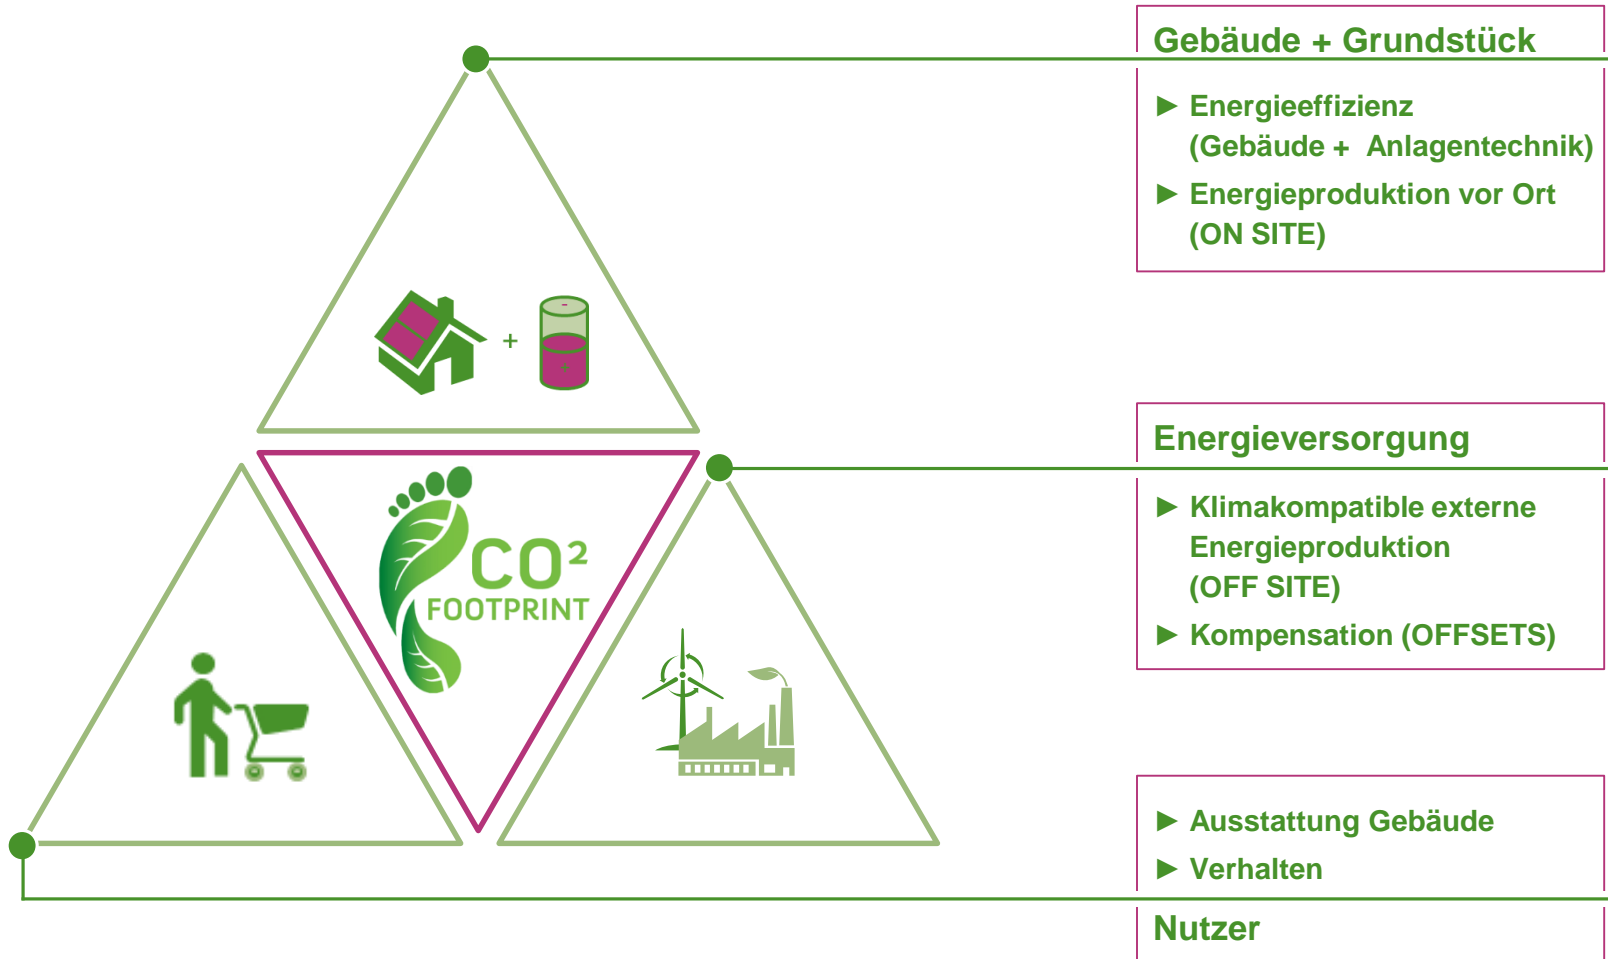 Gebäude + Grundstück
► Energieeffizienz
(Gebäude + Anlagentechnik)
► Energieproduktion vor Ort
(ON SITE)
- 
+
+
Energieversorgung
► Klimakompatible externe
Energieproduktion
(OFF SITE)
► Kompensation (OFFSETS)
CO²
FOOTPRINT
► Ausstattung Gebäude
► Verhalten
Nutzer